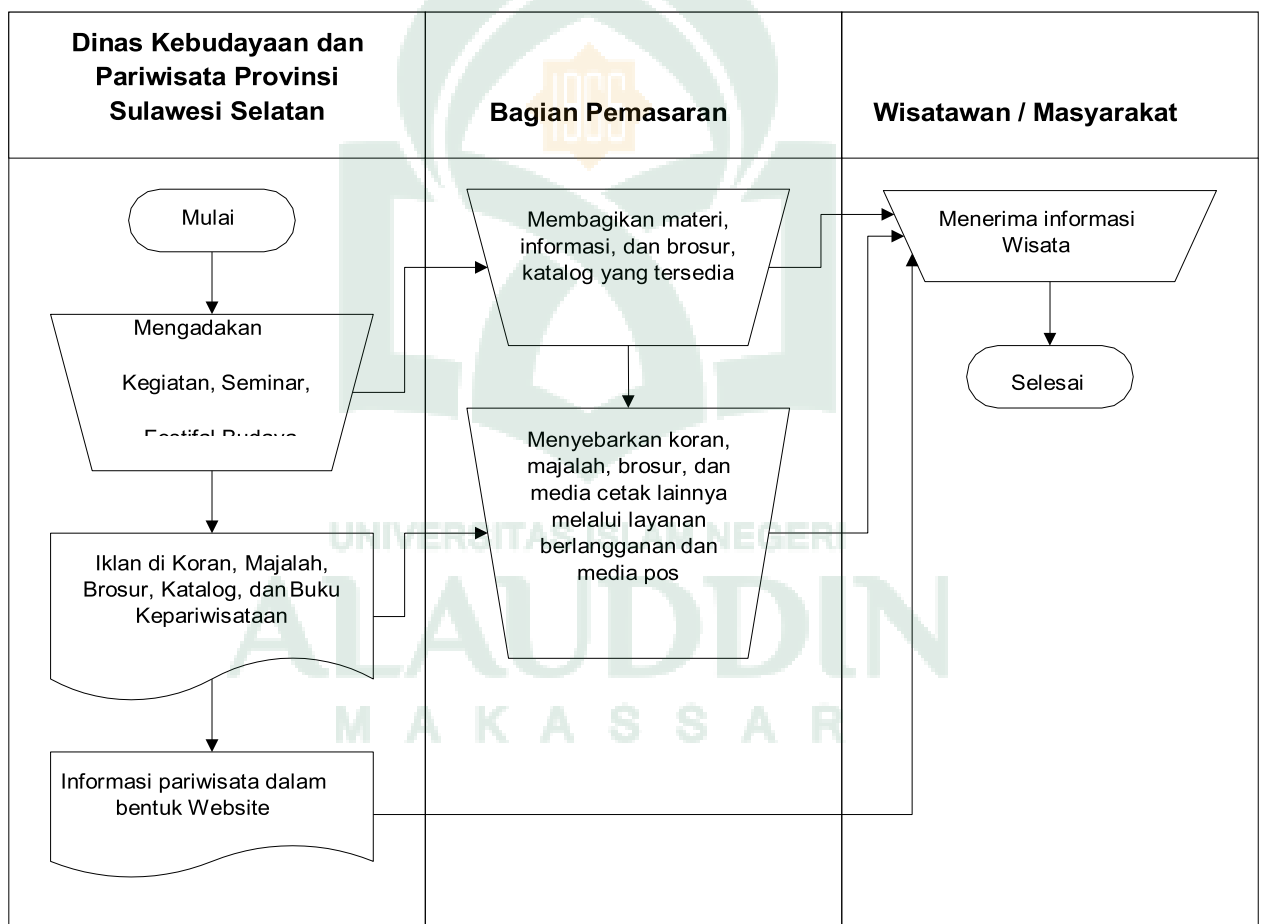 Dinas Kebudayaan dan
Pariwisata Provinsi
Sulawesi Selatan
Bagian Pemasaran
Wisatawan / Masyarakat
Mulai
Mengadakan
Kegiatan, Seminar,
Iklan di Koran, Majalah,
Brosur, Katalog, dan Buku
Kepariwisataan
Informasi pariwisata dalam
bentuk Website
Membagikan materi,
informasi, dan brosur,
katalog yang tersedia
Menyebarkan koran,
majalah, brosur, dan
media cetak lainnya
melalui layanan
berlangganan dan
media pos
Menerima informasi
Wisata
Selesai
UNIVERSITAS ISLAM NEGERI
ALAUDDIN
MAKASSAR